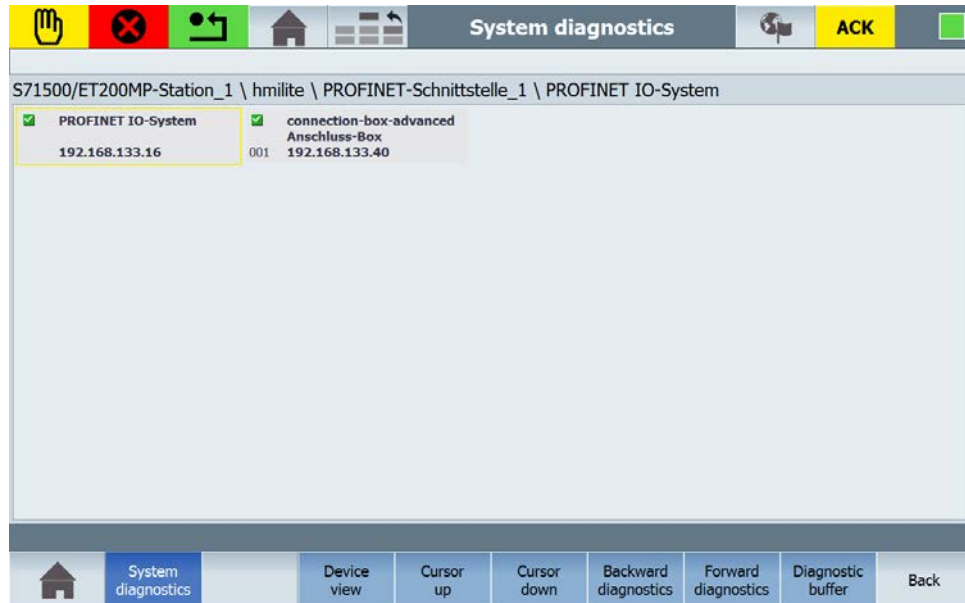 System diagnostics
ACK
S71500/ET200MP-Station_1 \ hmilite \ PROFINET-Schnittstelle_1 \ PROFINET IO-System
PROFINET IO-System
192.168.133.16
connection-box-advanced
Anschluss-Box
001 192.168.133.40
System
diagnostics
Device
view
Cursor
up
Cursor
down
Backward
diagnostics
Forward
diagnostics
Diagnostic
buffer
Back